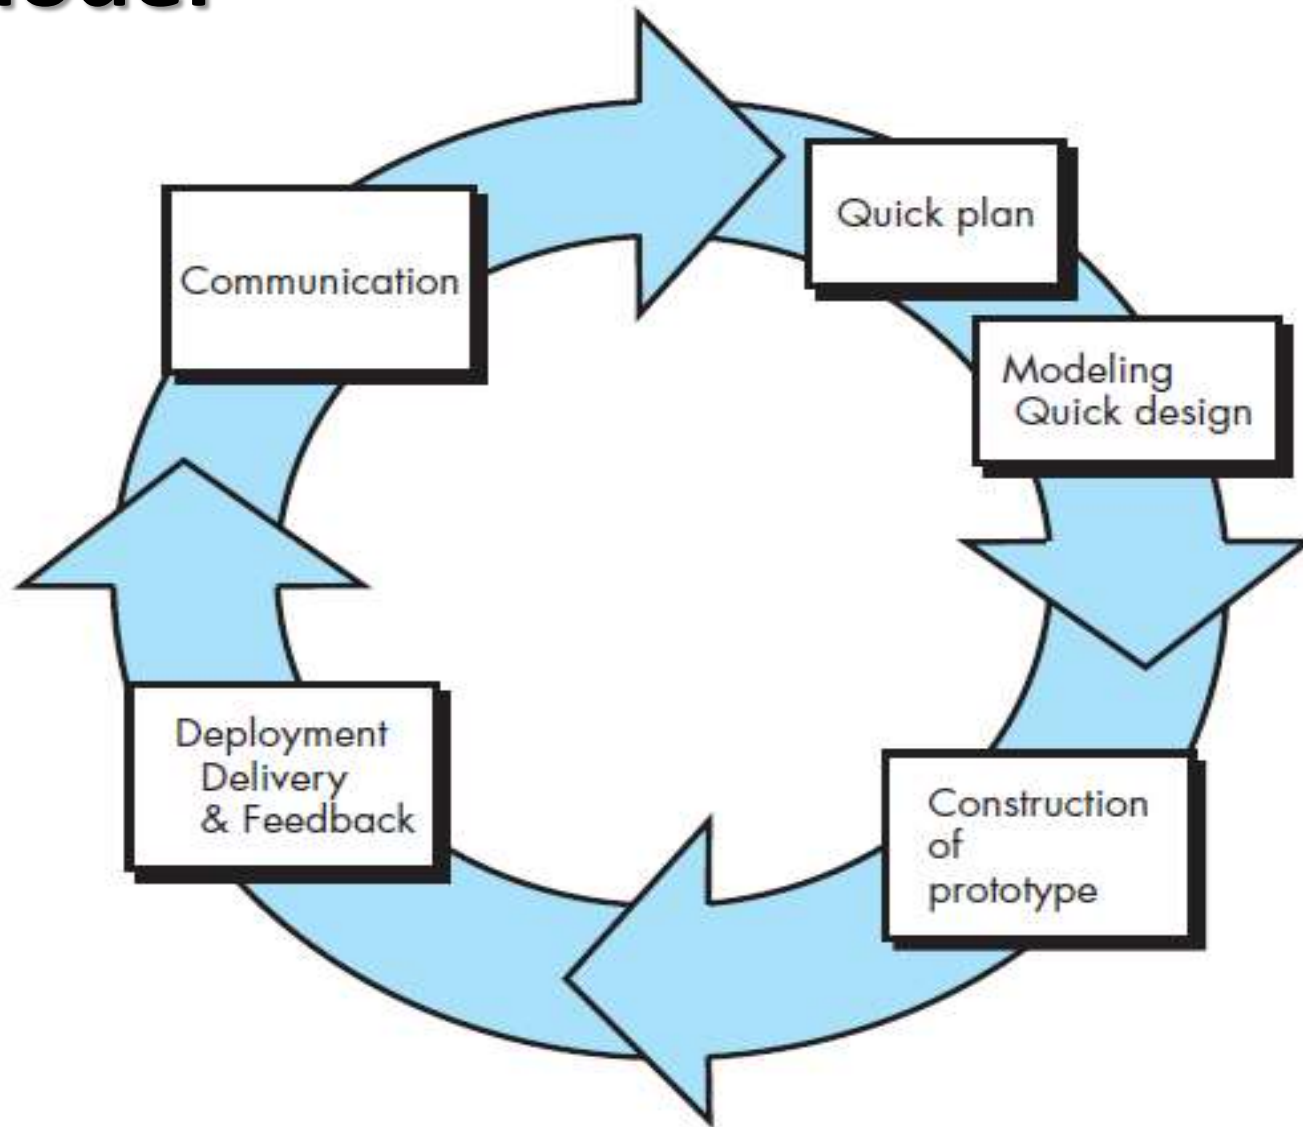 Communication
Quick plan
Modeling
Quick design
Construction
of
prototype
Deployment
Delivery
& Feedback